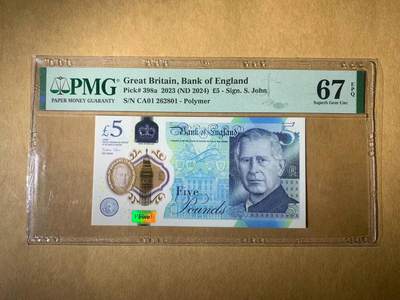 PMG
PAPER MONEY GUARANTY
Great Britain, Bank of England
Pick# 398a 2023 (ND 2024) £5 - Sign. S. John
S/N CA01 262801 - Polymer
67 EPQ
Superb Gem Unc
£5
Bank of England
5
Five
Pounds